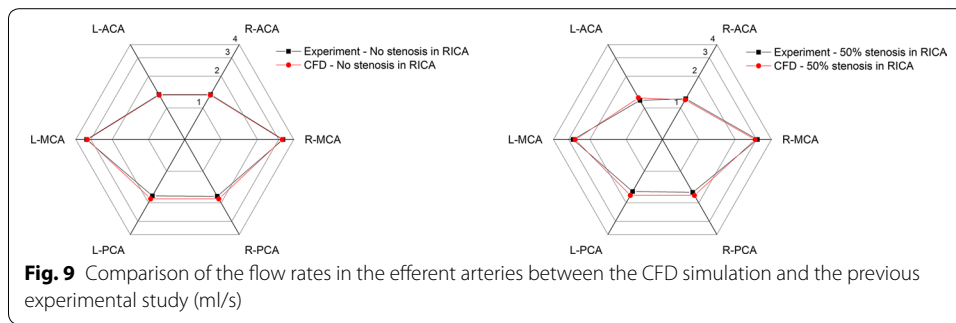 L-ACA
R-ACA
4
3
2
1
Experiment - No stenosis in RICA
CFD - No stenosis in RICA
L-MCA
R-MCA
L-PCA
R-PCA
L-ACA
R-ACA
4
3
2
1
Experiment - 50% stenosis in RICA
CFD - 50% stenosis in RICA
L-MCA
R-MCA
L-PCA
R-PCA
Fig. 9 Comparison of the flow rates in the efferent arteries between the CFD simulation and the previous
experimental study (ml/s)